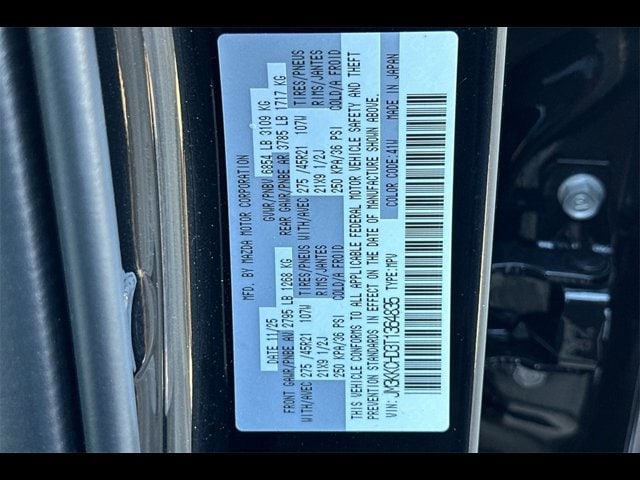 MFD. BY MAZDA MOTOR CORPORATION
DATE 11/25 GVWR/PNBV 6854 LB 3109 KG
FRONT GAWR/PNBE AV 2795 LB 1268 KG REAR GAWR/PNBE AR 3785 LB 1717 KG
WITH/AVEC 275 /45R21 107W TIRES/PNEUS WITH/AVEC 275 /45R21 107W TIRES/PNEUS
21X9 1/2J RIMS/JANTES 21X9 1/2J RIMS/JANTES
250 KPA/36 PSI COLD/A FROID 250 KPA/36 PSI COLD/A FROID
THIS VEHICLE CONFORMS TO ALL APPLICABLE FEDERAL MOTOR VEHICLE SAFETY AND THEFT
PREVENTION STANDARDS IN EFFECT ON THE DATE OF MANUFACTURE SHOWN ABOVE.
VIN: JM3KKCHD3T1364835 TYPE:MPV COLOR CODE:41W MADE IN JAPAN